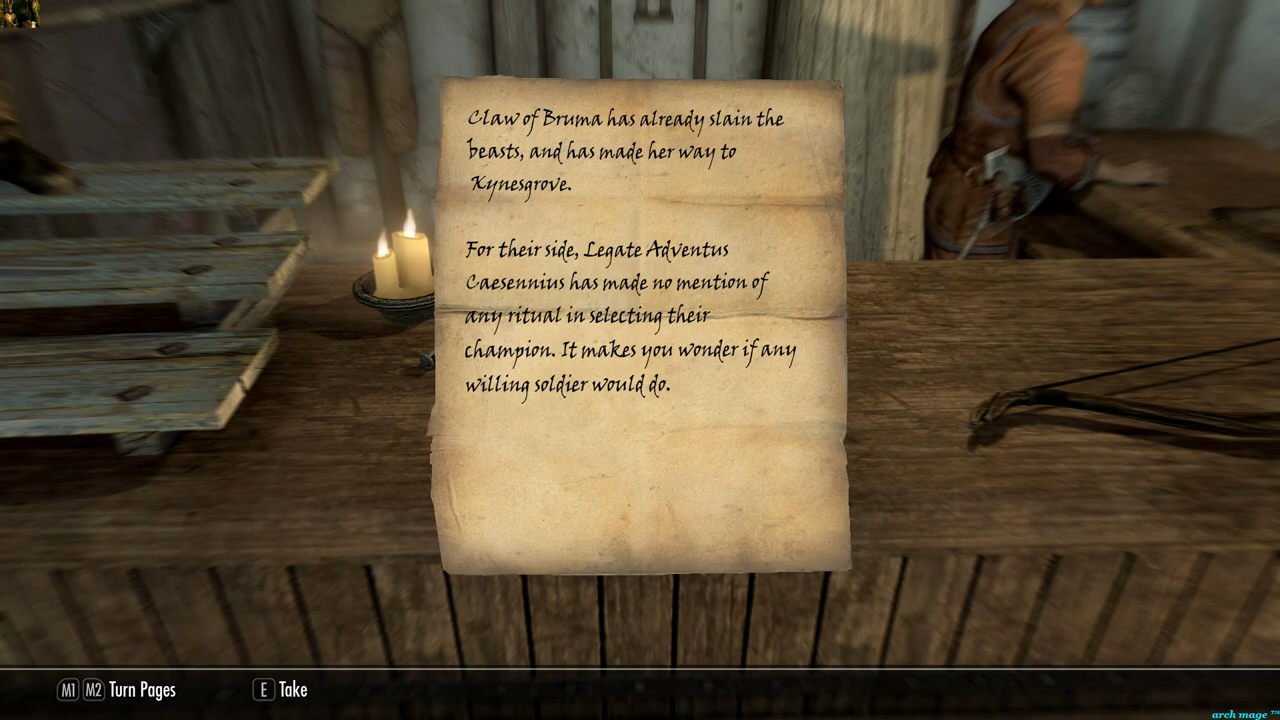 Claw of Bruma has already slain the
beasts, and has made her way to
Kynesgrove.
For their side, Legate Adventus
Caesennius has made no mention of
any ritual in selecting their
champion. It makes you wonder if any
willing soldier would do.
M1 M2 Turn Pages
E Take
arch mage ™